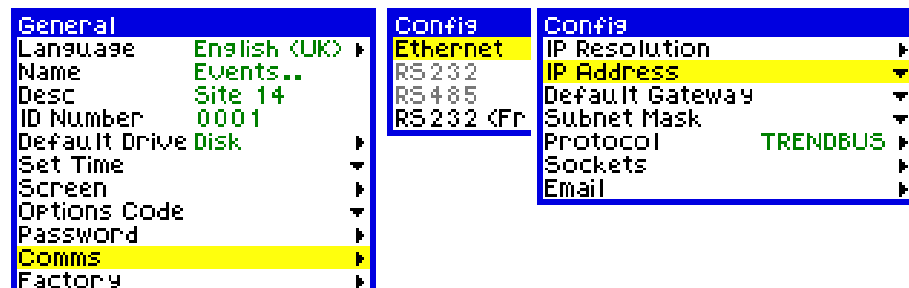 General
Language English (UK)
Name Events..
Desc Site 14
ID Number 0001
Default Drive Disk
Set Time
Screen
Options Code
Password
Comms
Factory
Config
Ethernet
RS232
RS485
RS232 (Fr
Config
IP Resolution
IP Address
Default Gateway
Subnet Mask
Protocol TRENDBUS
Sockets
Email